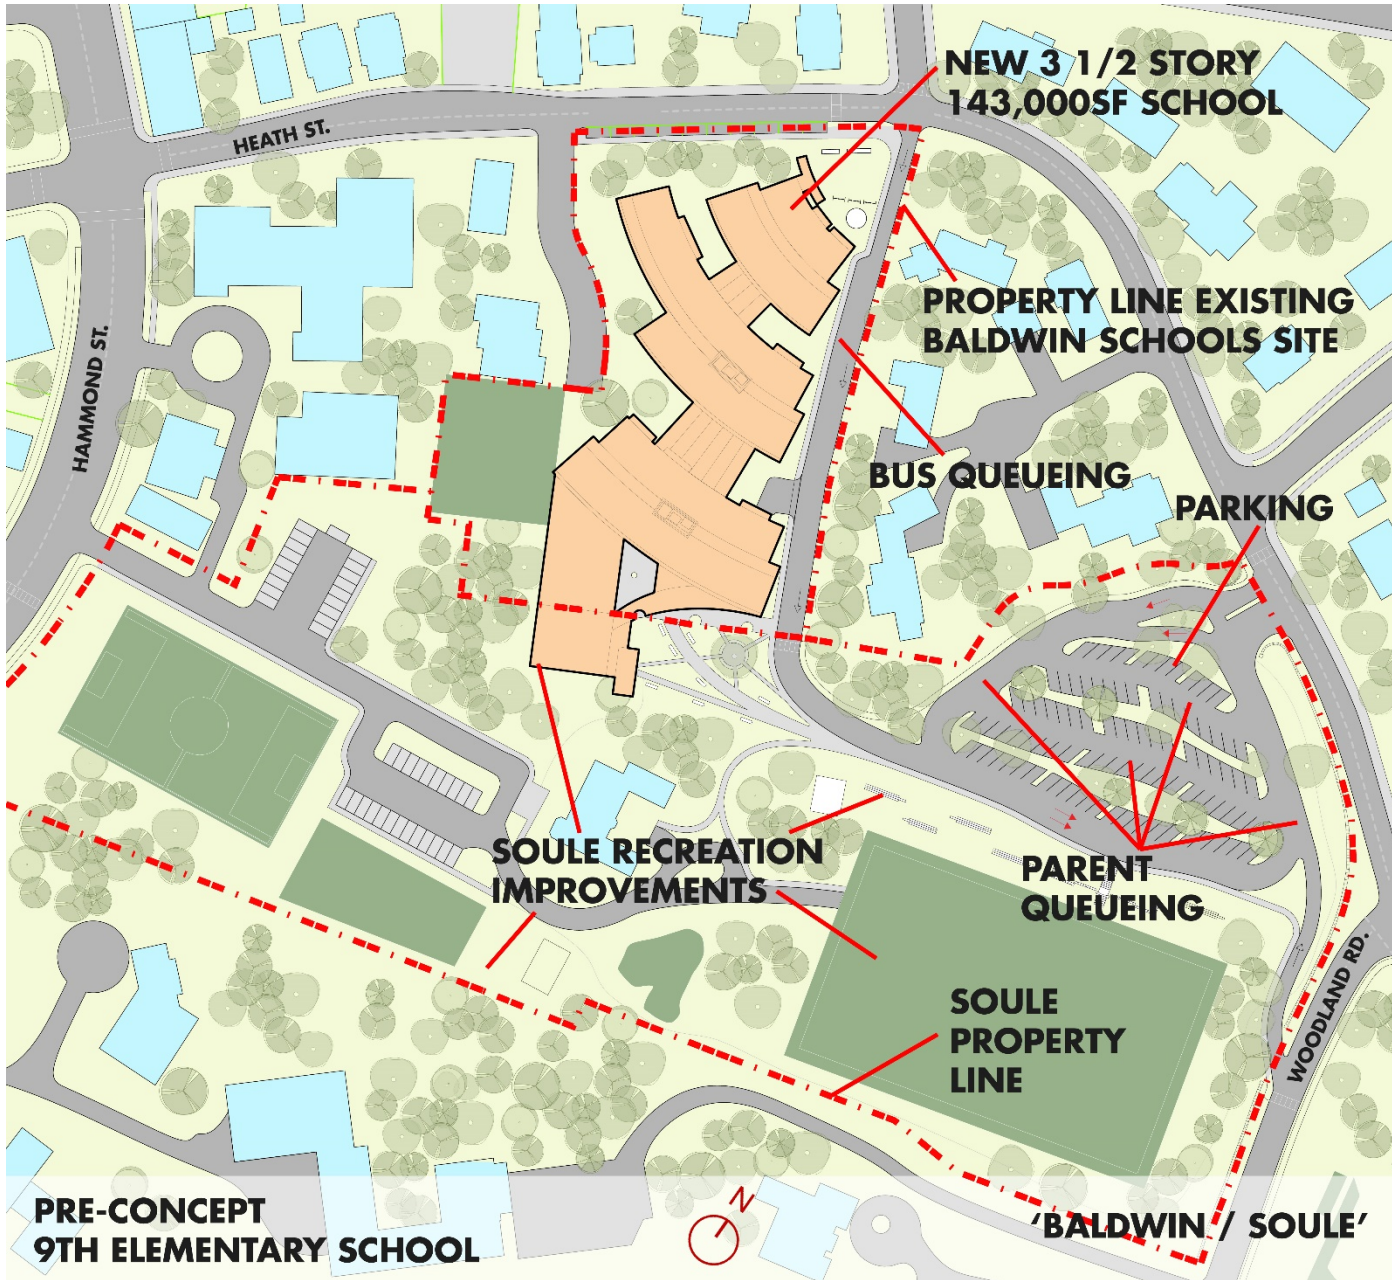 NEW 3 1/2 STORY
143,000SF SCHOOL
HEATH ST.
PROPERTY LINE EXISTING
BALDWIN SCHOOLS SITE
HAMMOND ST.
BUS QUEUEING
PARKING
SOULE RECREATION
IMPROVEMENTS
PARENT
QUEUEING
SOULE
PROPERTY
LINE
WOODLAND RD.
N
PRE-CONCEPT
9TH ELEMENTARY SCHOOL
'BALDWIN / SOULE'